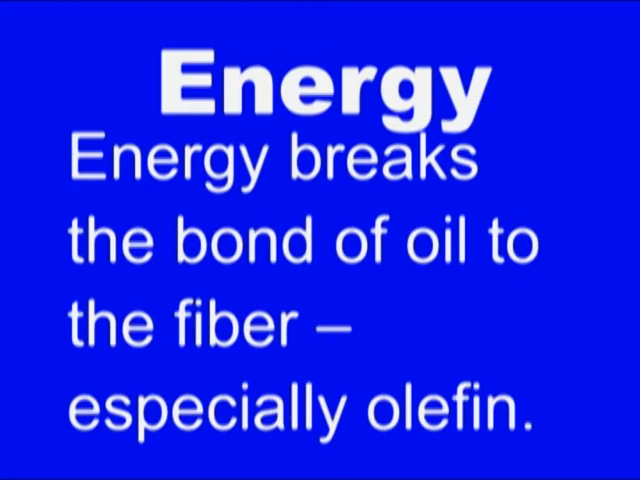 Energy
Energy breaks
the bond of oil to
the fiber –
especially olefin.